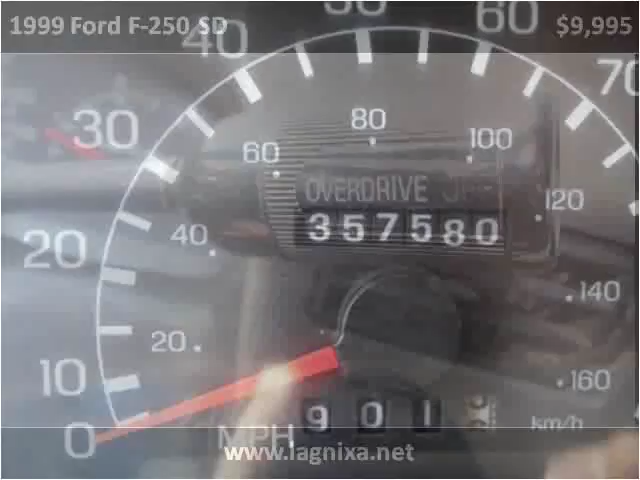 1999 Ford F-250 SD $9,995
40 60 70
30 80 100
60 OVERDRIVE 120
357580
20 40 140
20
10 160
0 901 km/h
MPH
www.lagnixa.net